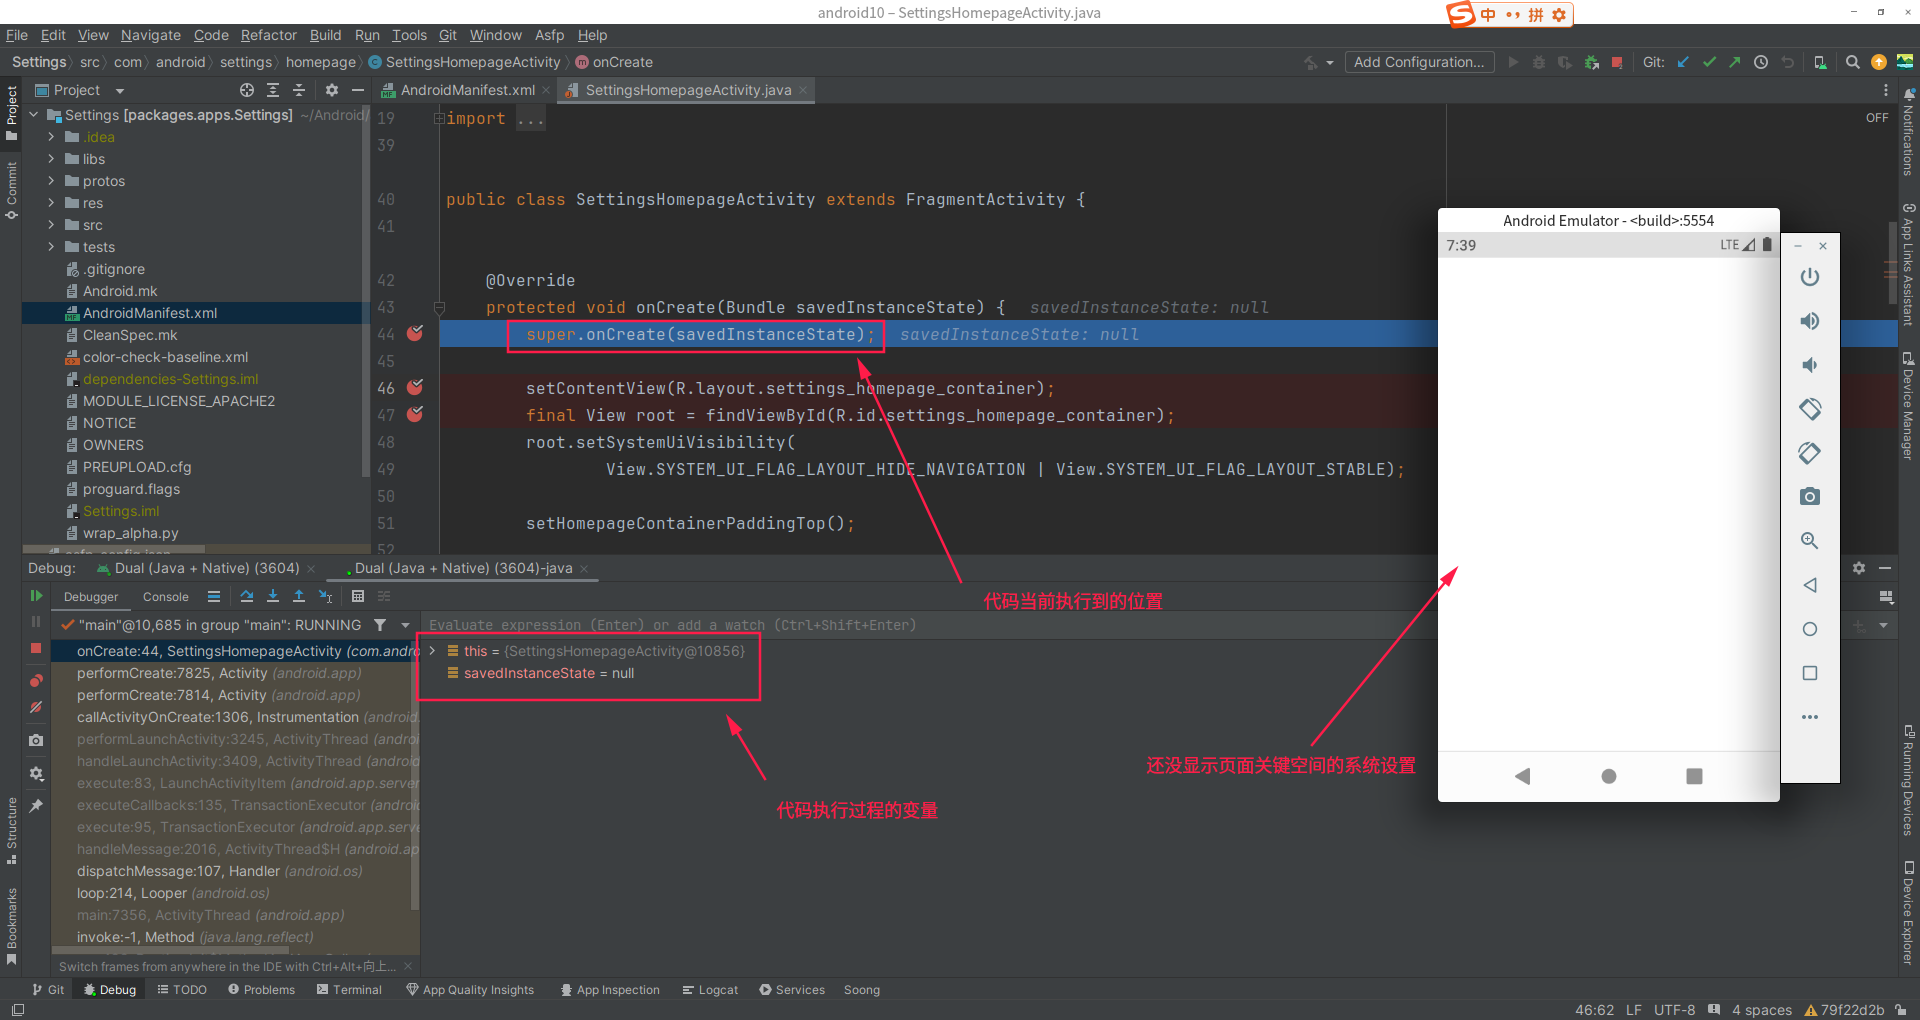 android10 – SettingsHomepageActivity.java
中 拼
File Edit View Navigate Code Refactor Build Run Tools Git Window Asfp Help
Settings src com android settings homepage SettingsHomepageActivity onCreate
Add Configuration... Git:
Project
AndroidManifest.xml
SettingsHomepageActivity.java
Project
Commit
Structure
Bookmarks
Settings [packages.apps.Settings] ~/Android/
.idea
libs
protos
res
src
tests
.gitignore
Android.mk
AndroidManifest.xml
CleanSpec.mk
color-check-baseline.xml
dependencies-Settings.iml
MODULE_LICENSE_APACHE2
NOTICE
OWNERS
PREUPLOAD.cfg
proguard.flags
Settings.iml
wrap_alpha.py
OFF
19 import ...
39
40 public class SettingsHomepageActivity extends FragmentActivity {
41
42 @Override
43 protected void onCreate(Bundle savedInstanceState) { savedInstanceState: null
44 super.onCreate(savedInstanceState); savedInstanceState: null
45
46 setContentView(R.layout.settings_homepage_container);
47 final View root = findViewById(R.id.settings_homepage_container);
48 root.setSystemUiVisibility(
49 View.SYSTEM_UI_FLAG_LAYOUT_HIDE_NAVIGATION | View.SYSTEM_UI_FLAG_LAYOUT_STABLE);
50
51 setHomepageContainerPaddingTop();
52
Android Emulator - <build>:5554
7:39 LTE
Notifications
App Links Assistant
Device Manager
Running Devices
Device Explorer
Debug: Dual (Java + Native) (3604) Dual (Java + Native) (3604)-java
Debugger Console
"main"@10,685 in group "main": RUNNING
Evaluate expression (Enter) or add a watch (Ctrl+Shift+Enter)
onCreate:44, SettingsHomepageActivity (com.andro
performCreate:7825, Activity (android.app)
performCreate:7814, Activity (android.app)
callActivityOnCreate:1306, Instrumentation (android
performLaunchActivity:3245, ActivityThread (androi
handleLaunchActivity:3409, ActivityThread (android
execute:83, LaunchActivityItem (android.app.server
executeCallbacks:135, TransactionExecutor (android
execute:95, TransactionExecutor (android.app.serve
handleMessage:2016, ActivityThread$H (android.ap
dispatchMessage:107, Handler (android.os)
loop:214, Looper (android.os)
main:7356, ActivityThread (android.app)
invoke:-1, Method (java.lang.reflect)
Switch frames from anywhere in the IDE with Ctrl+Alt+向上...
this = {SettingsHomepageActivity@10856}
savedInstanceState = null
代码当前执行到的位置
还没显示页面关键空间的系统设置
代码执行过程的变量
Git Debug TODO Problems Terminal App Quality Insights App Inspection Logcat Services Soong
46:62 LF UTF-8 4 spaces 79f22d2b